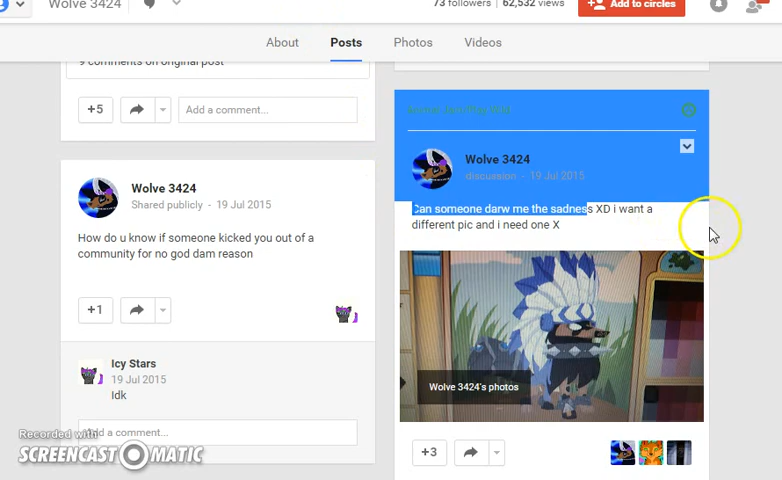 Wolve 3424
73 followers | 62,532 views
Add to circles
About
Posts
Photos
Videos
9 comments on original post
+5
Add a comment...
Wolve 3424
Shared publicly - 19 Jul 2015
How do u know if someone kicked you out of a
community for no god dam reason
+1
Icy Stars
19 Jul 2015
Idk
Add a comment...
Wolve 3424
discussion - 19 Jul 2015
Can someone darw me the sadness XD i want a
different pic and i need one X
Wolve 3424's photos
+3
Recorded with
SCREENCAST-O-MATIC